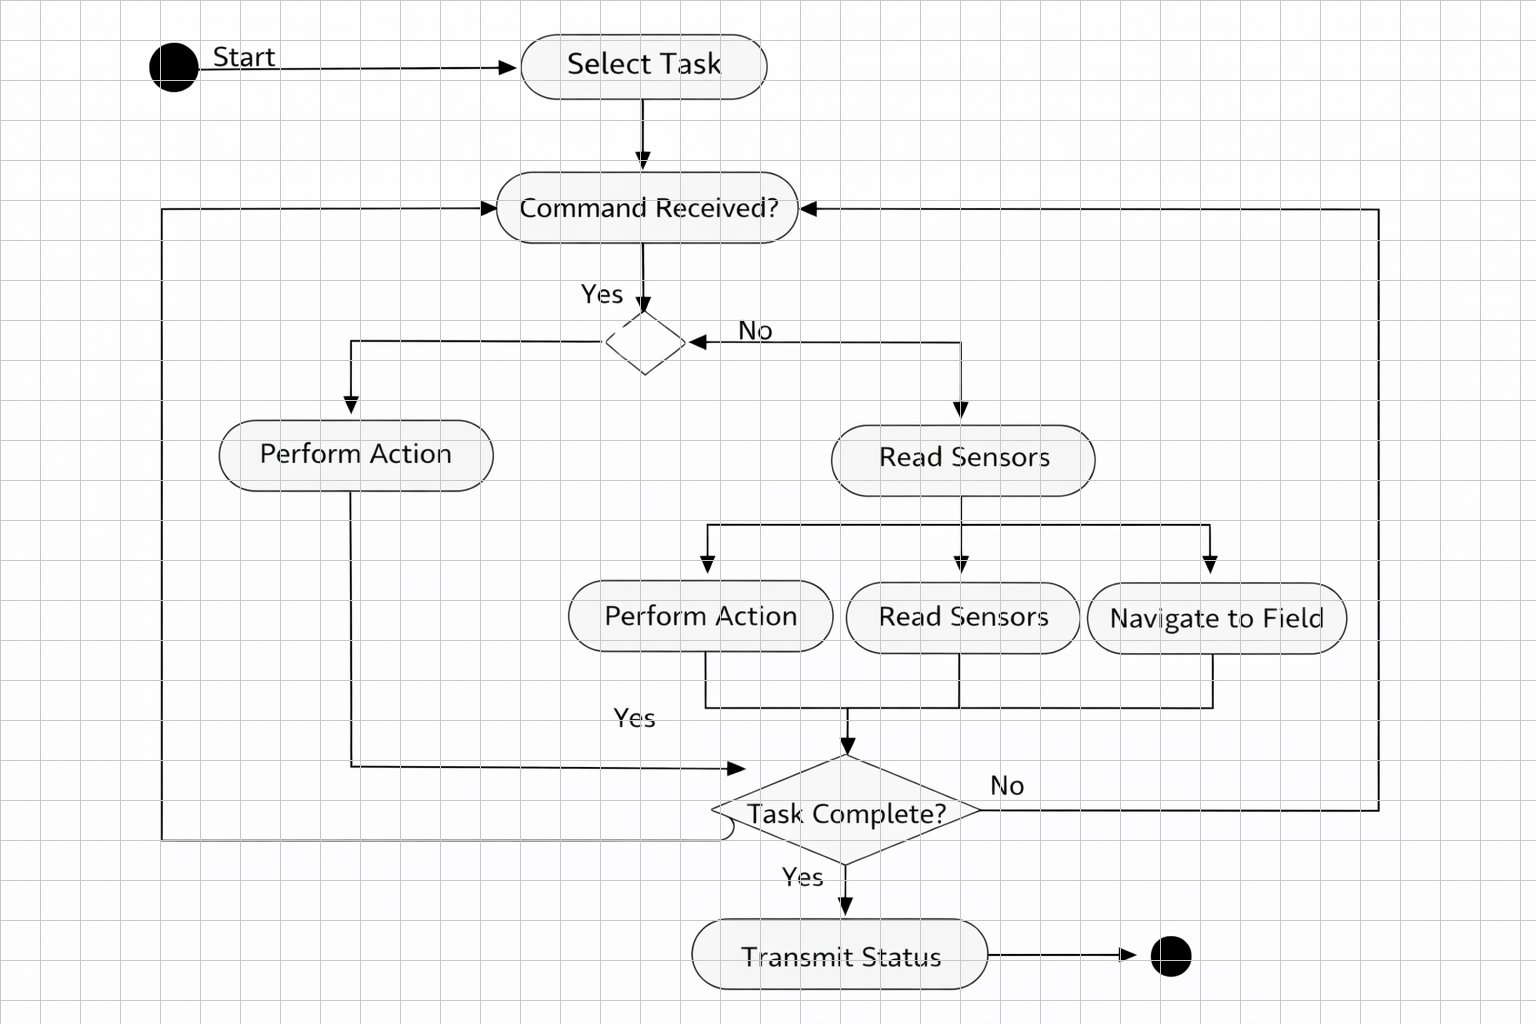 Start
Select Task
Command Received?
Yes
No
Perform Action
Read Sensors
Perform Action
Read Sensors
Navigate to Field
Yes
No
Task Complete?
Yes
Transmit Status